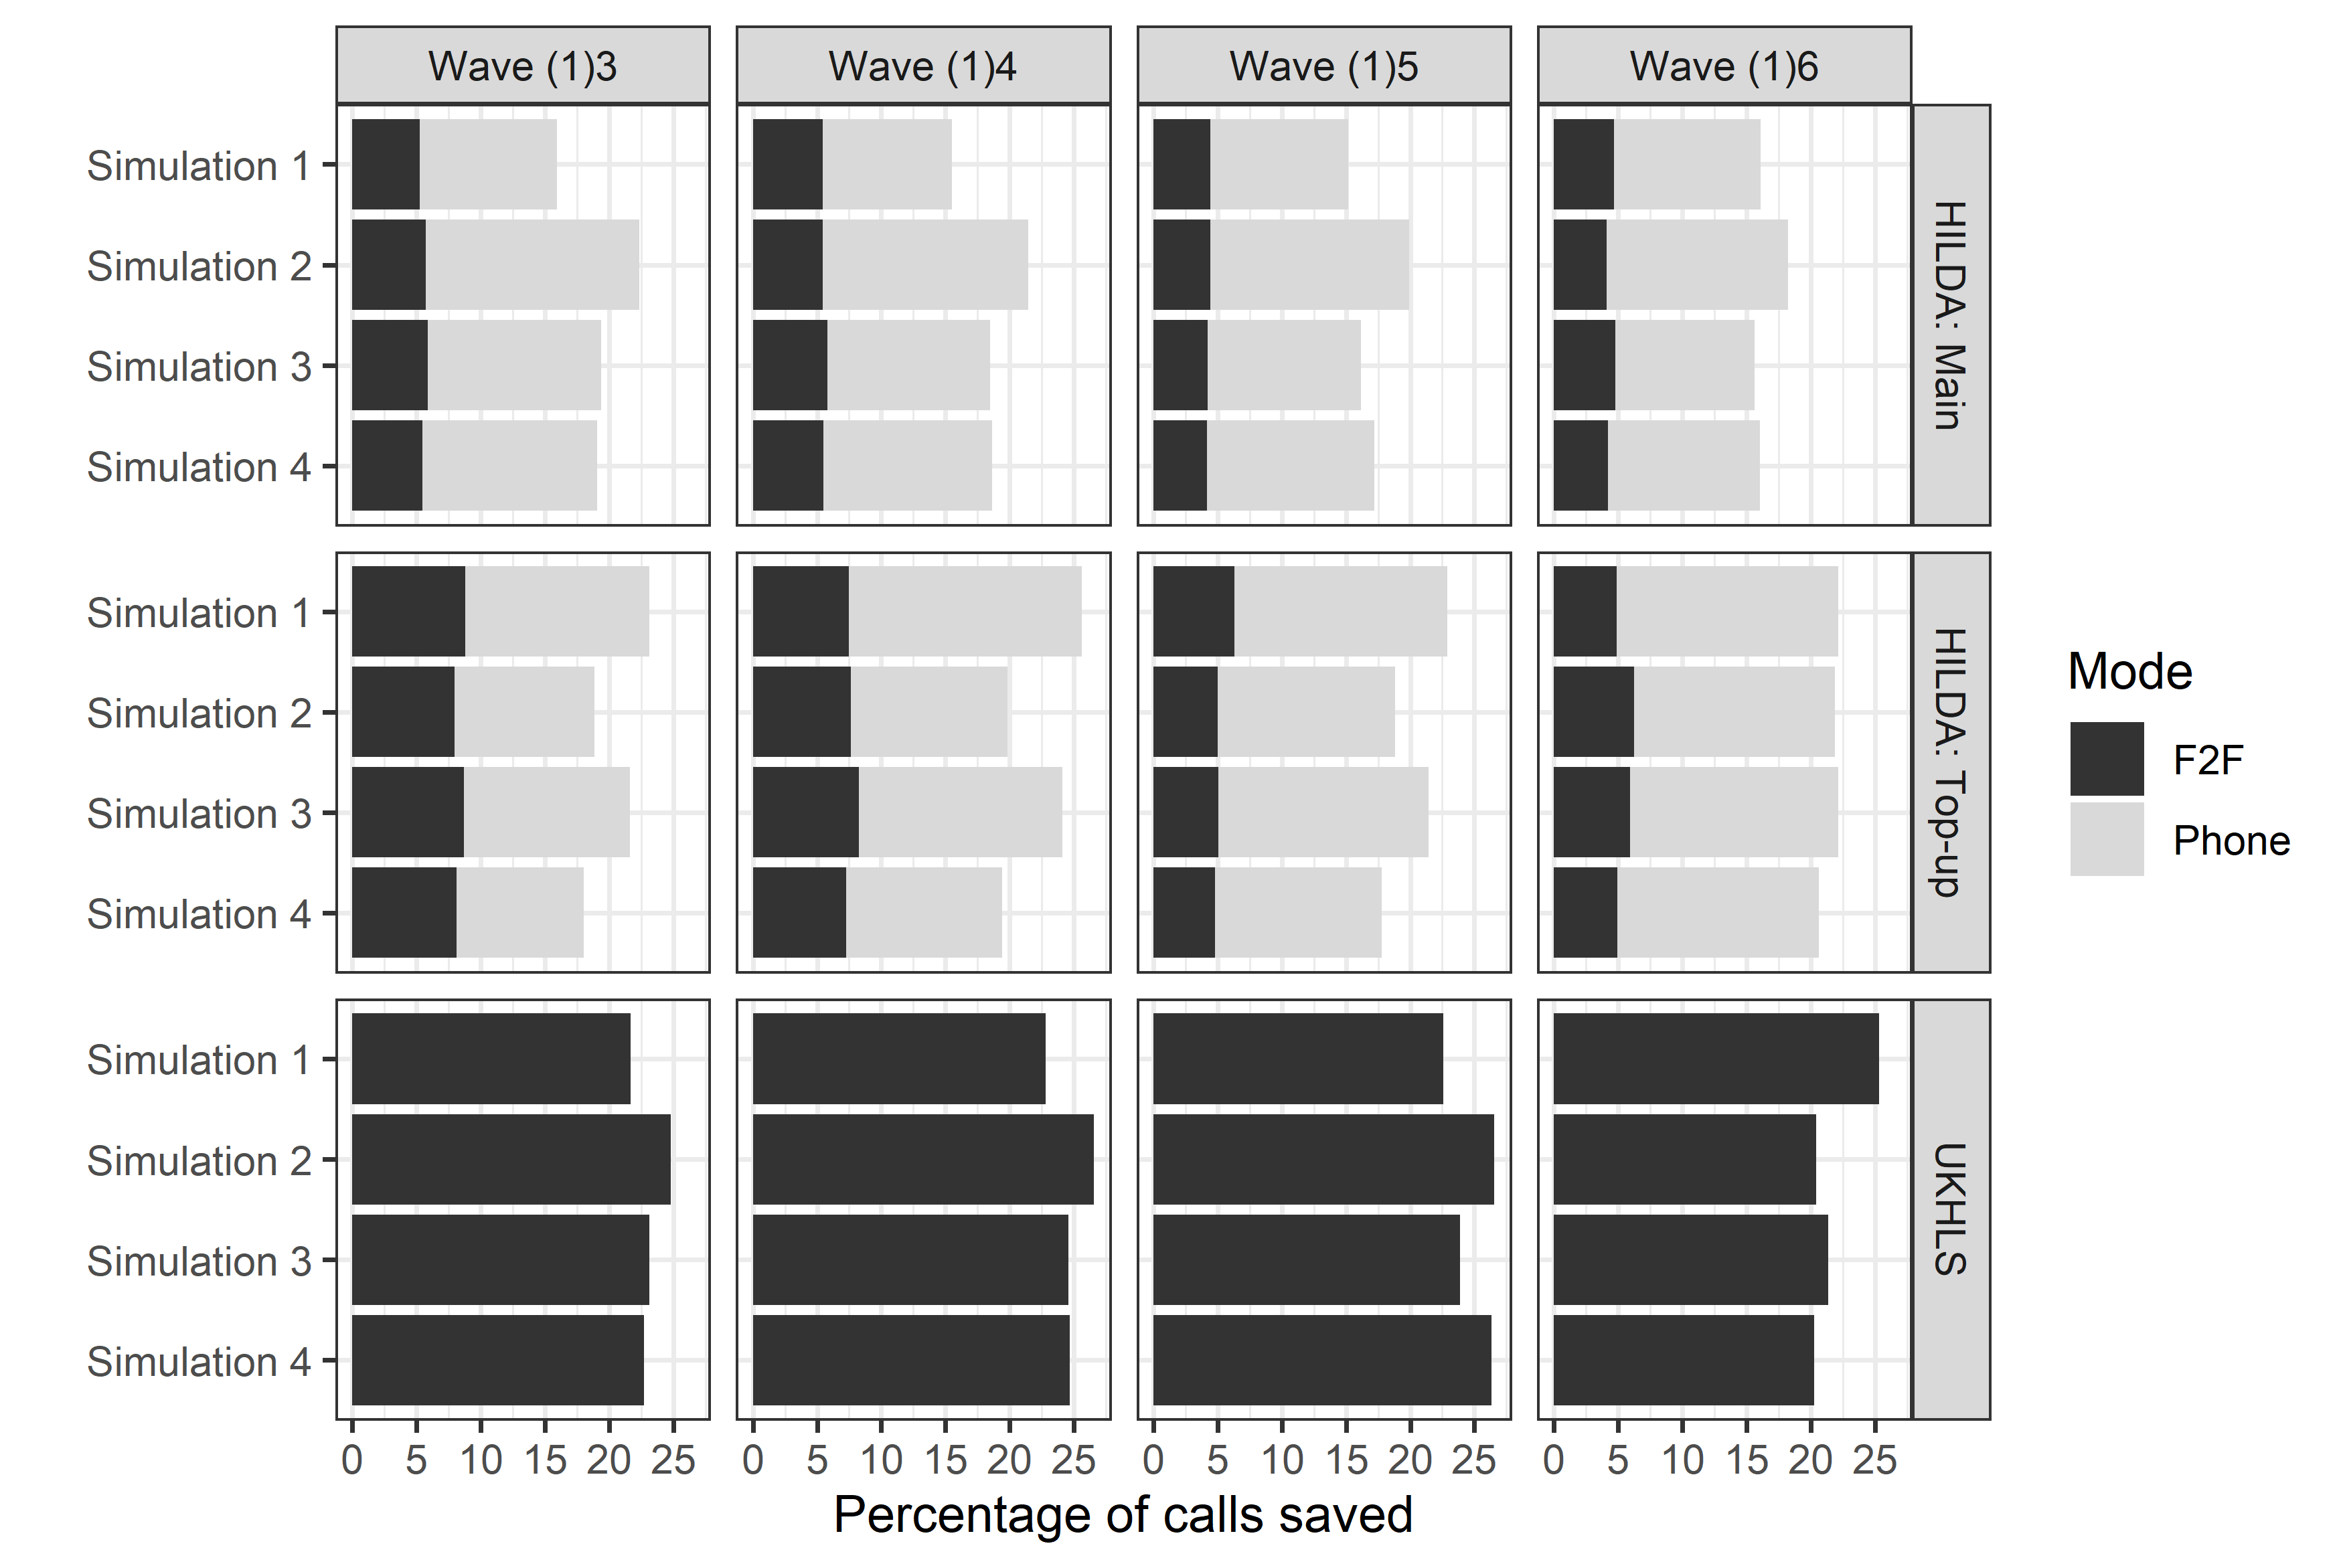 Wave (1)3
Wave (1)4
Wave (1)5
Wave (1)6
Simulation 1
Simulation 2
Simulation 3
Simulation 4
HILDA: Main
Simulation 1
Simulation 2
Simulation 3
Simulation 4
HILDA: Top-up
Simulation 1
Simulation 2
Simulation 3
Simulation 4
UKHLS
0 5 10 15 20 25
0 5 10 15 20 25
0 5 10 15 20 25
0 5 10 15 20 25
Percentage of calls saved
Mode
F2F
Phone